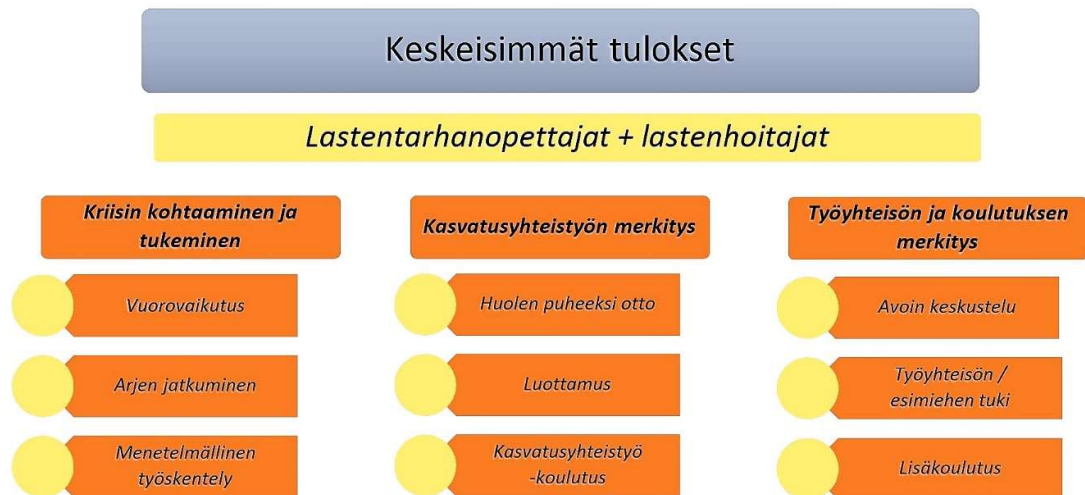 Keskeisimmät tulokset
Lastentarhanopettajat + lastenhoitajat
Kriisin kohtaaminen ja
tukeminen
Vuorovaikutus
Arjen jatkuminen
Menetelmällinen
työskentely
Kasvatusyhteistyön merkitys
Huolen puheeksi otto
Luottamus
Kasvatusyhteistyö
-koulutus
Työyhteisön ja koulutuksen
merkitys
Avoin keskustelu
Työyhteisön /
esimiehen tuki
Lisäkoulutus